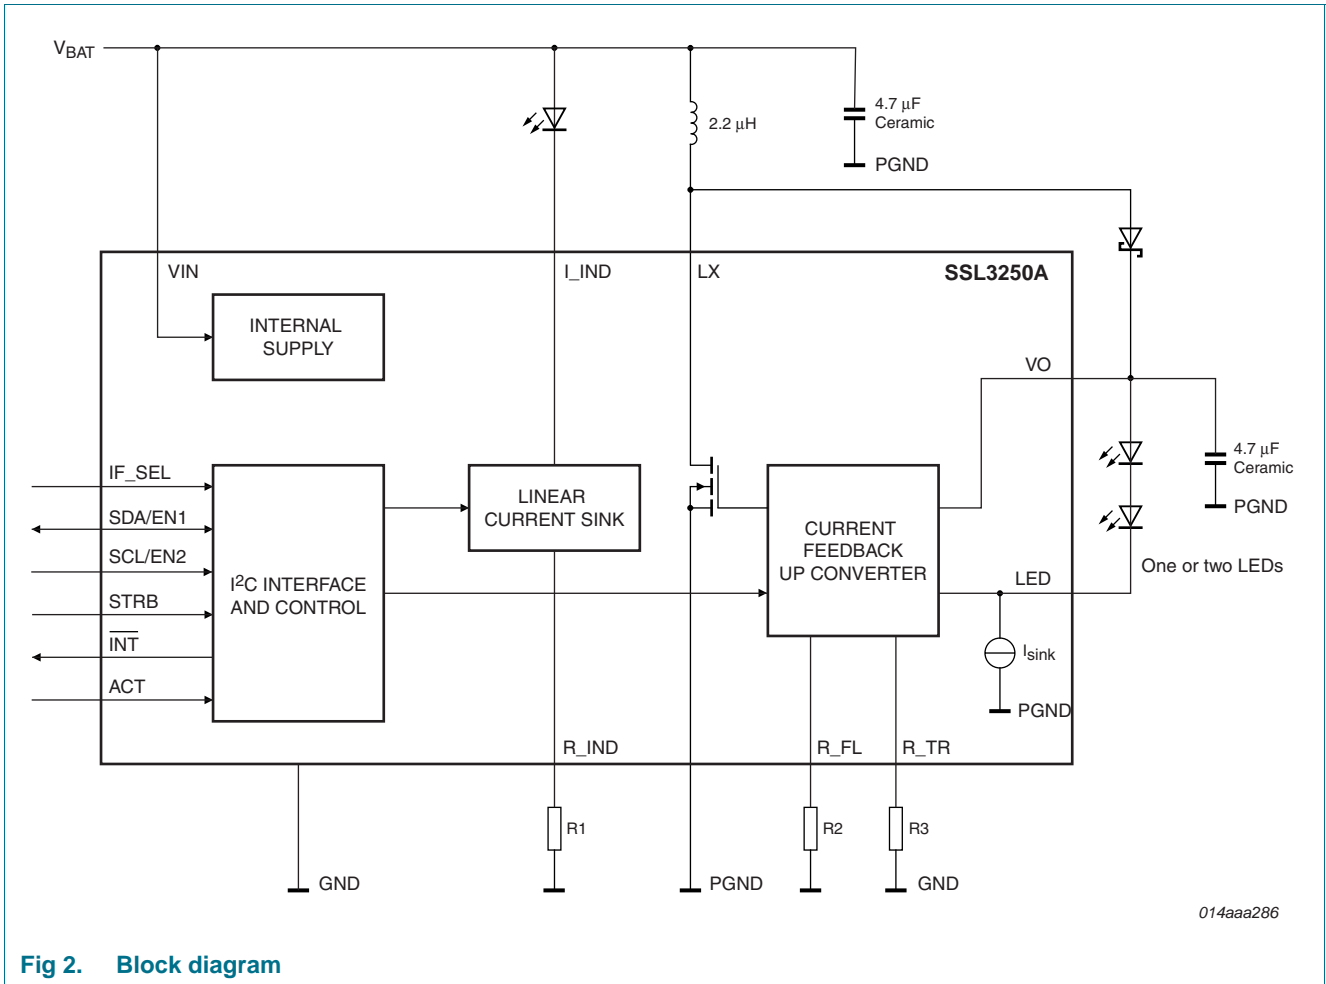 VBAT
4.7 μF
Ceramic
2.2 μH
PGND
VIN
I_IND
LX
SSL3250A
INTERNAL
SUPPLY
VO
IF_SEL
SDA/EN1
SCL/EN2
STRB
INT
ACT
I2C INTERFACE
AND CONTROL
LINEAR
CURRENT SINK
CURRENT
FEEDBACK
UP CONVERTER
4.7 μF
Ceramic
PGND
One or two LEDs
LED
Isink
PGND
R_IND
R_FL
R_TR
R1
R2
R3
GND
PGND
GND
014aaa286
Fig 2. Block diagram